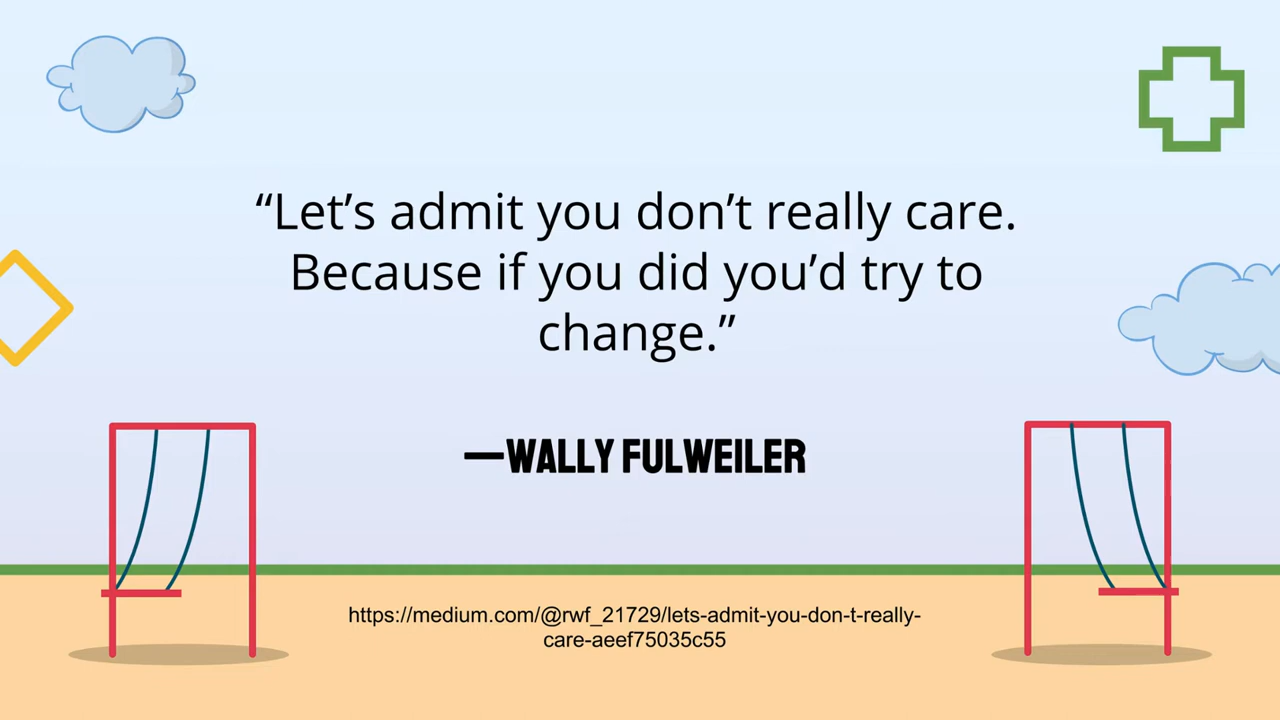 “Let’s admit you don’t really care.
Because if you did you’d try to
change.”
—WALLY FULWEILER
https://medium.com/@rwf_21729/lets-admit-you-don-t-really-
care-aeef75035c55